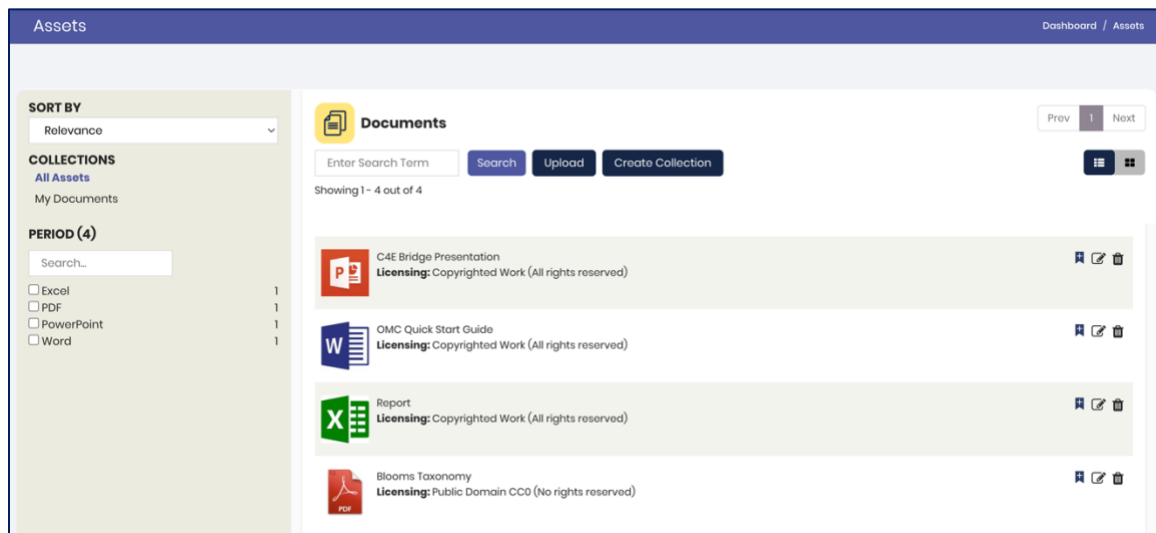 Assets
Dashboard / Assets
SORT BY
Relevance
COLLECTIONS
All Assets
My Documents
PERIOD (4)
Search...
Excel 1
PDF 1
PowerPoint 1
Word 1
Documents
Prev 1 Next
Enter Search Term Search Upload Create Collection
Showing 1 - 4 out of 4
P
C4E Bridge Presentation
Licensing: Copyrighted Work (All rights reserved)
W
OMC Quick Start Guide
Licensing: Copyrighted Work (All rights reserved)
X
Report
Licensing: Copyrighted Work (All rights reserved)
PDF
Blooms Taxonomy
Licensing: Public Domain CC0 (No rights reserved)